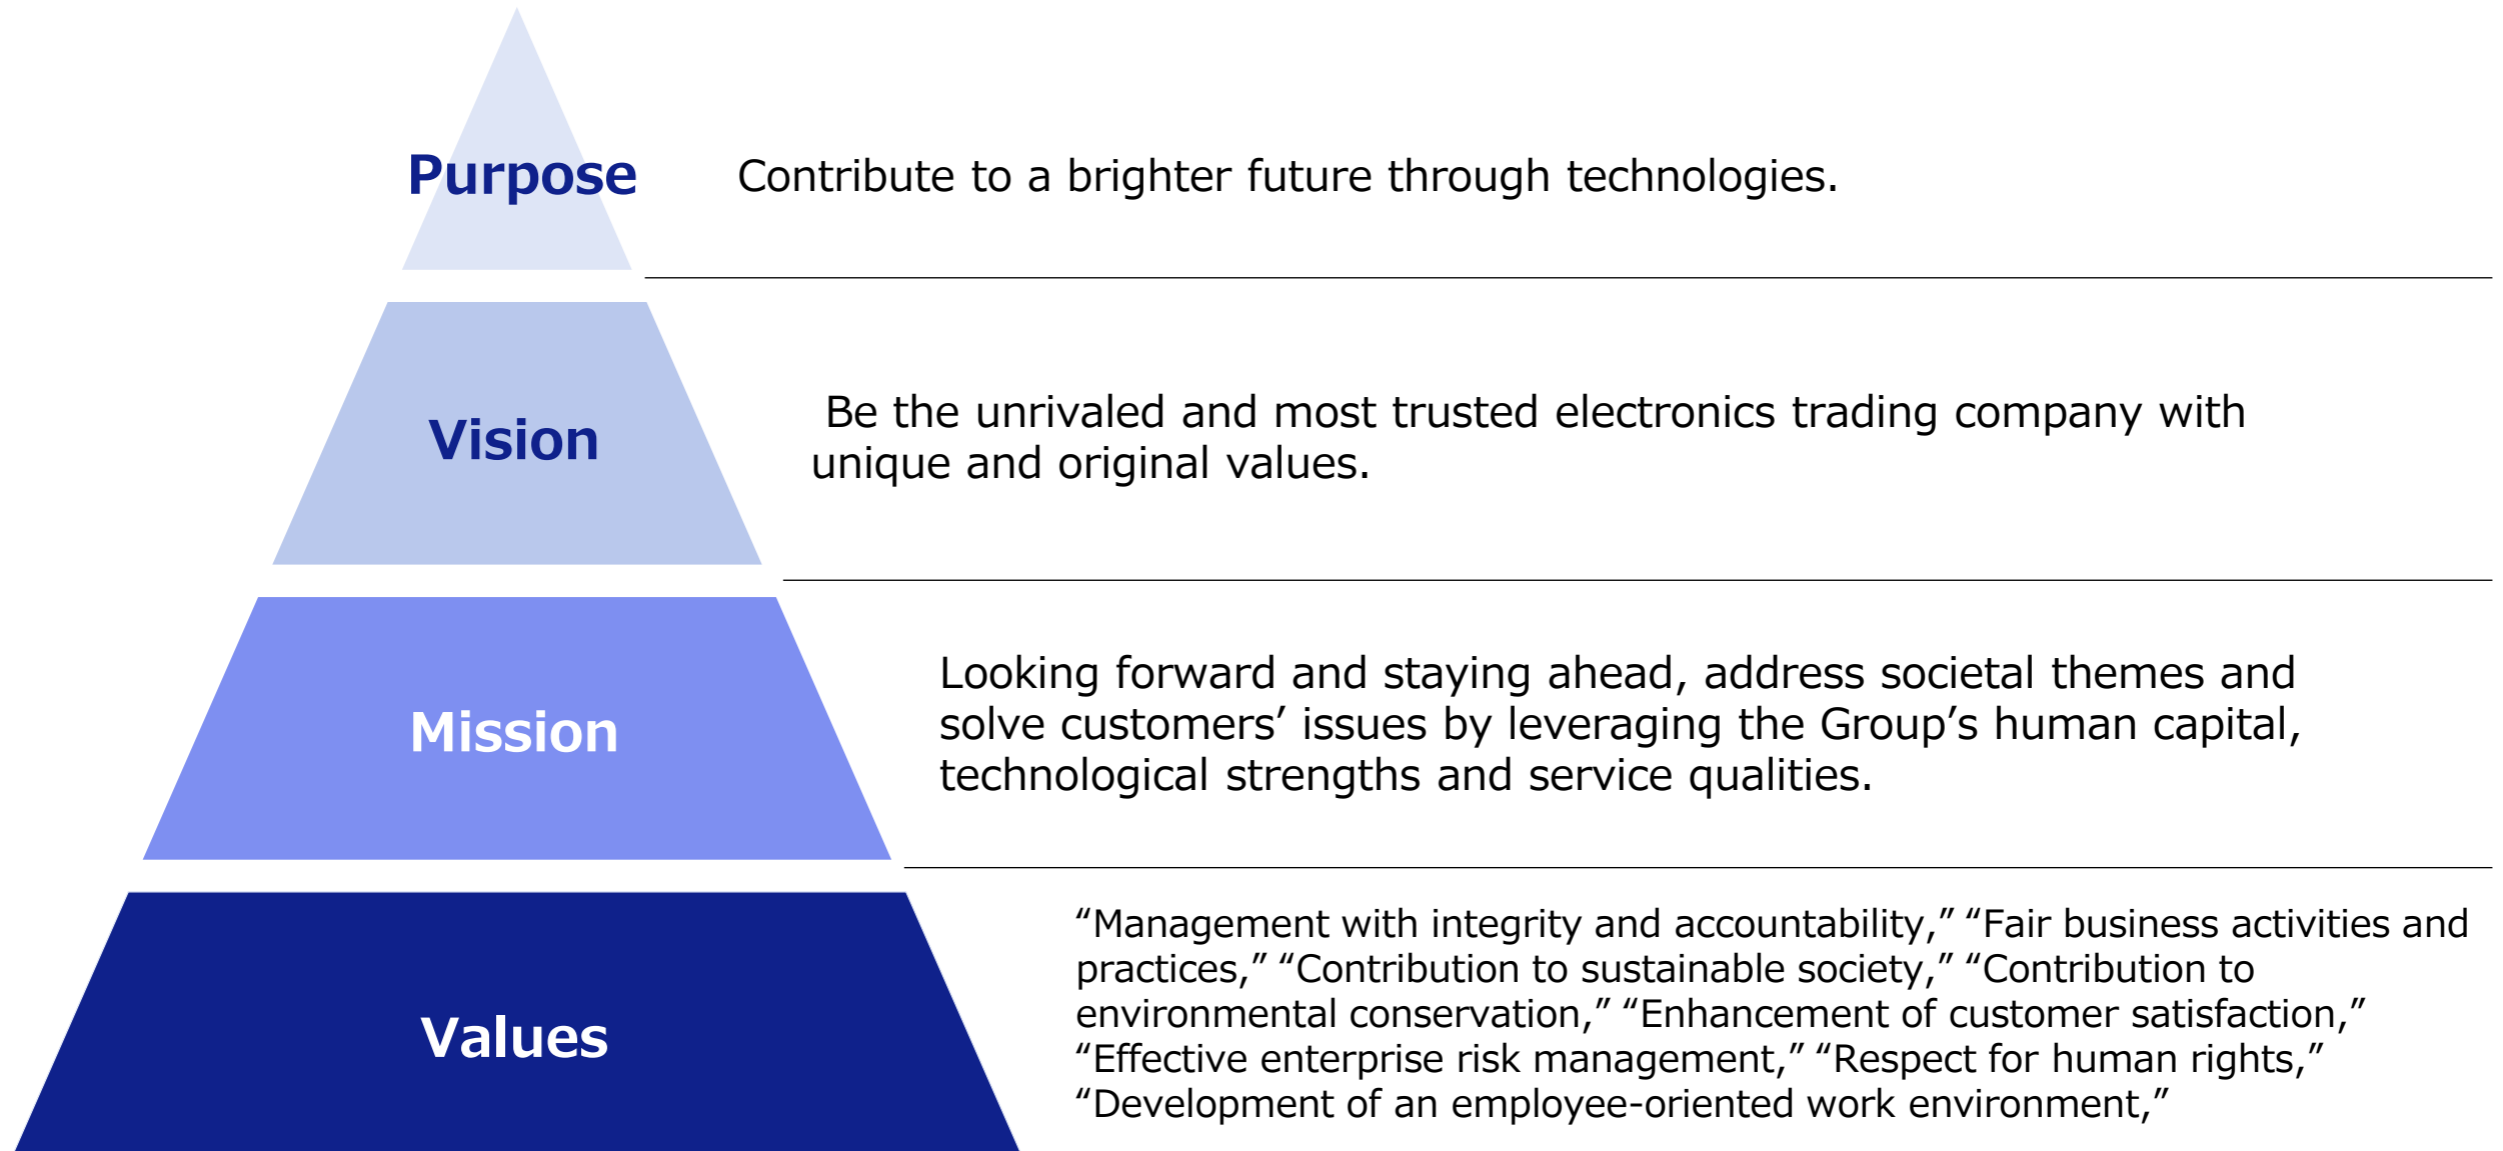 Purpose
Contribute to a brighter future through technologies.
Vision
Be the unrivaled and most trusted electronics trading company with
unique and original values.
Mission
Looking forward and staying ahead, address societal themes and
solve customers’ issues by leveraging the Group’s human capital,
technological strengths and service qualities.
Values
“Management with integrity and accountability,” “Fair business activities and
practices,” “Contribution to sustainable society,” “Contribution to
environmental conservation,” “Enhancement of customer satisfaction,”
“Effective enterprise risk management,” “Respect for human rights,”
“Development of an employee-oriented work environment,”